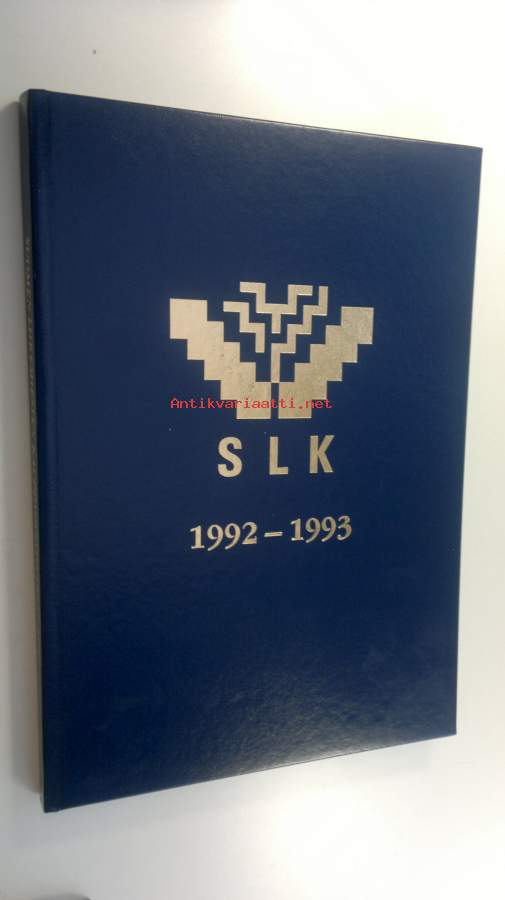 Antikvariaatti.net
SLK
1992 – 1993